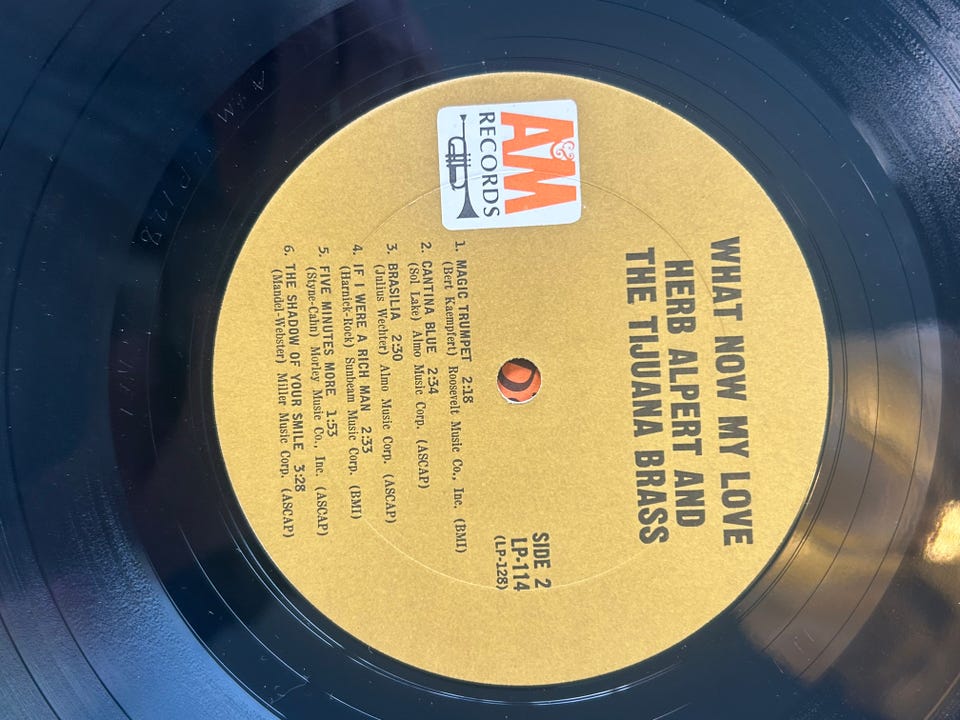 WHAT NOW MY LOVE
HERB ALPERT AND
THE TIJUANA BRASS
A&M
RECORDS
SIDE 2
LP-114
(LP-128)
1. MAGIC TRUMPET 2:18
(Bert Kaempfert) Roosevelt Music Co., Inc. (BMI)
2. CANTINA BLUE 2:34
(Sol Lake) Almo Music Corp. (ASCAP)
3. BRASILIA 2:30
(Julius Wechter) Almo Music Corp. (ASCAP)
4. IF I WERE A RICH MAN 2:33
(Harnick-Rock) Sunbeam Music Corp. (BMI)
5. FIVE MINUTES MORE 1:53
(Styne-Cahn) Morley Music Co., Inc. (ASCAP)
6. THE SHADOW OF YOUR SMILE 3:28
(Mandel-Webster) Miller Music Corp. (ASCAP)